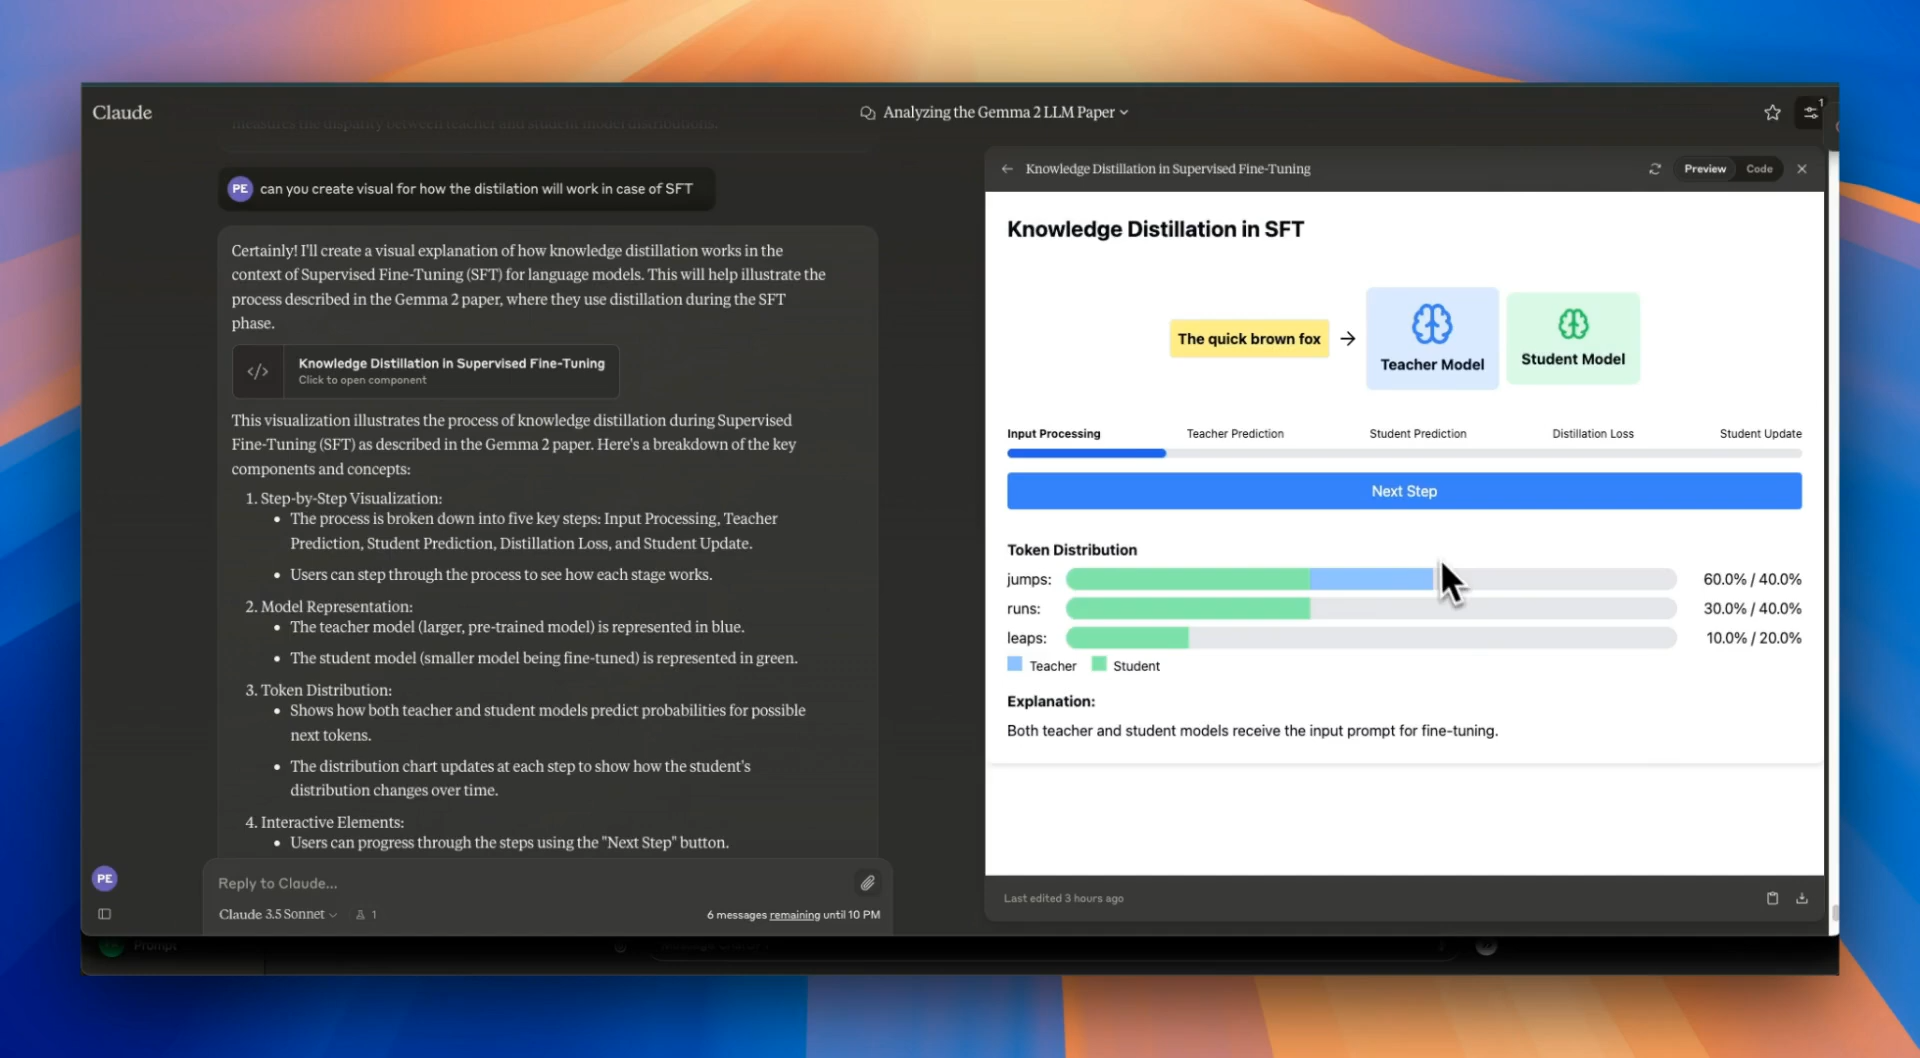 Claude
Analyzing the Gemma 2 LLM Paper
1
measures the disparity between teacher and student model distributions.
PE can you create visual for how the distilation will work in case of SFT
Certainly! I'll create a visual explanation of how knowledge distillation works in the
context of Supervised Fine-Tuning (SFT) for language models. This will help illustrate the
process described in the Gemma 2 paper, where they use distillation during the SFT
phase.
</>
Knowledge Distillation in Supervised Fine-Tuning
Click to open component
This visualization illustrates the process of knowledge distillation during Supervised
Fine-Tuning (SFT) as described in the Gemma 2 paper. Here's a breakdown of the key
components and concepts:
1. Step-by-Step Visualization:
• The process is broken down into five key steps: Input Processing, Teacher
Prediction, Student Prediction, Distillation Loss, and Student Update.
• Users can step through the process to see how each stage works.
2. Model Representation:
• The teacher model (larger, pre-trained model) is represented in blue.
• The student model (smaller model being fine-tuned) is represented in green.
3. Token Distribution:
• Shows how both teacher and student models predict probabilities for possible
next tokens.
• The distribution chart updates at each step to show how the student's
distribution changes over time.
4. Interactive Elements:
• Users can progress through the steps using the "Next Step" button.
PE
Reply to Claude...
Claude 3.5 Sonnet
1
6 messages remaining until 10 PM
Prompt
Knowledge Distillation in Supervised Fine-Tuning
Preview Code
Knowledge Distillation in SFT
The quick brown fox
Teacher Model
Student Model
Input Processing Teacher Prediction Student Prediction Distillation Loss Student Update
Next Step
Token Distribution
jumps: 60.0% / 40.0%
runs: 30.0% / 40.0%
leaps: 10.0% / 20.0%
Teacher Student
Explanation:
Both teacher and student models receive the input prompt for fine-tuning.
Last edited 3 hours ago